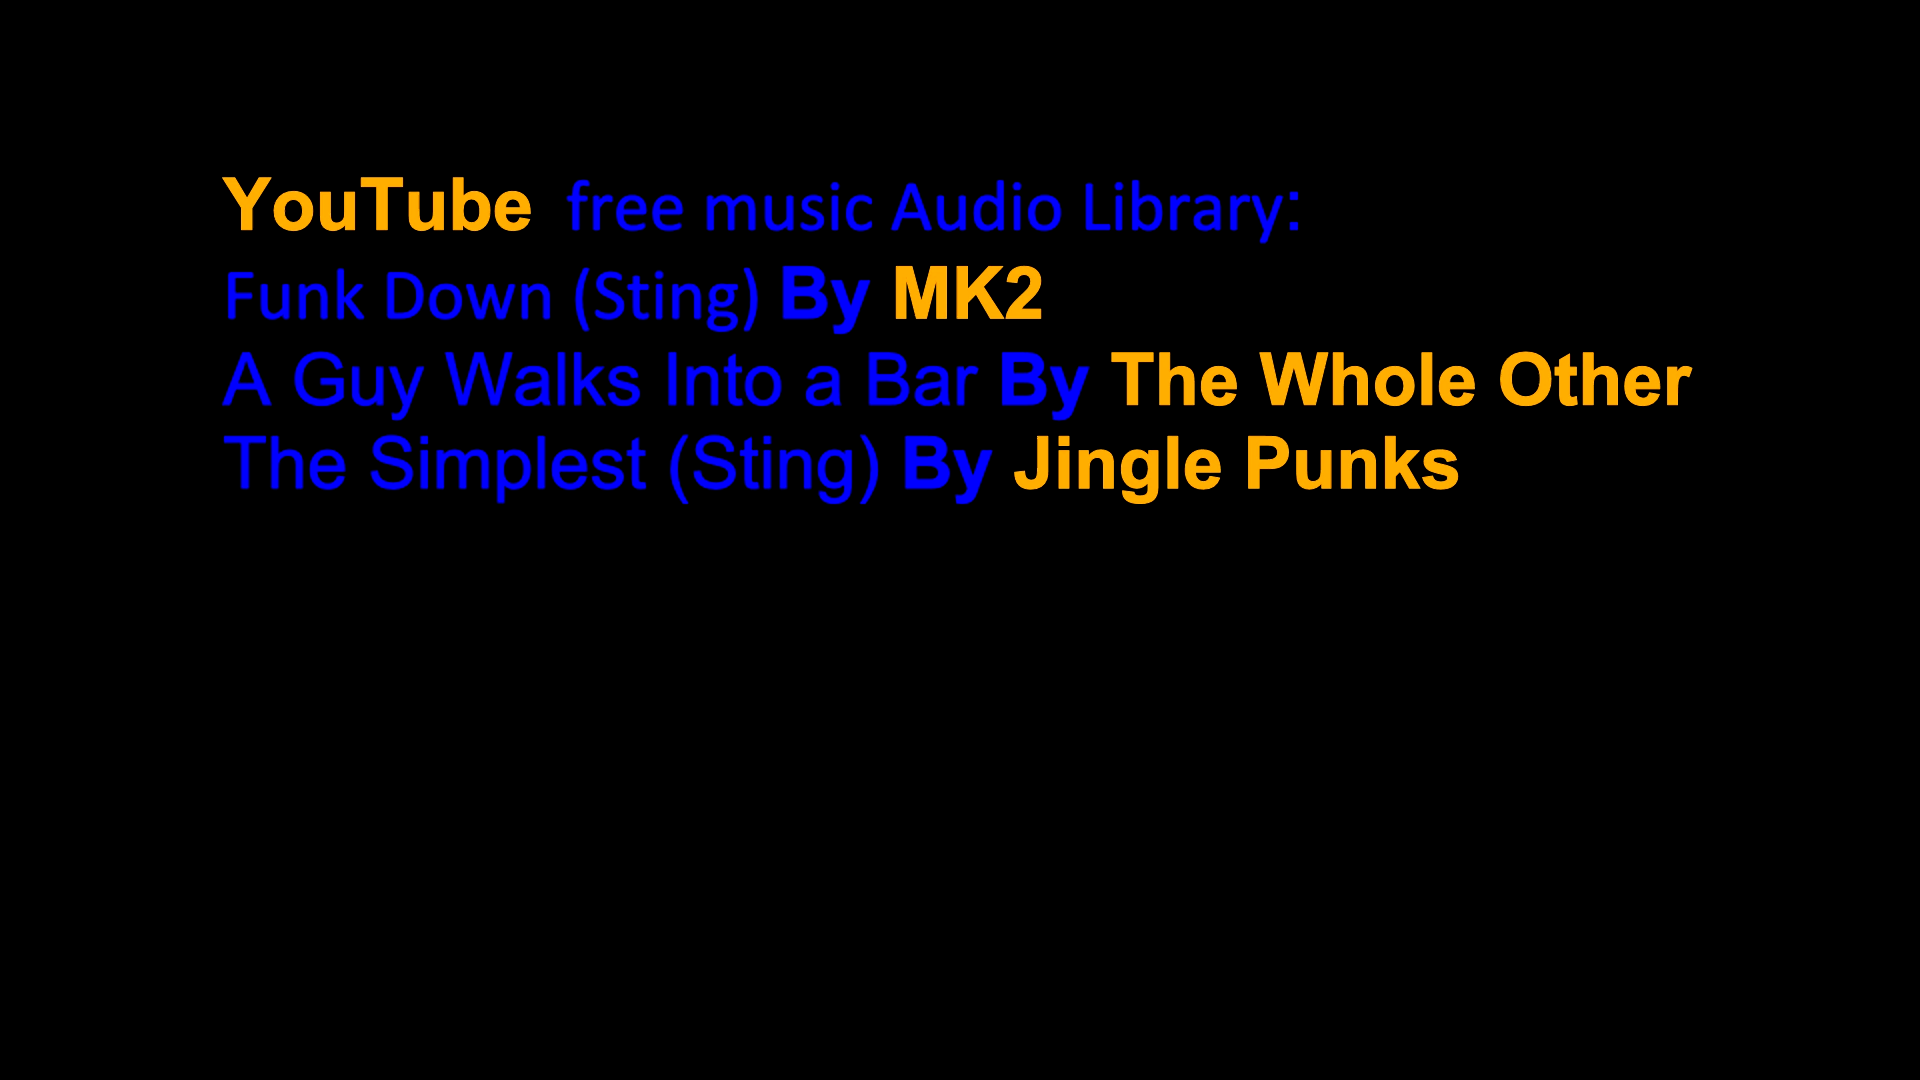 YouTube free music Audio Library:
Funk Down (Sting) By MK2
A Guy Walks Into a Bar By The Whole Other
The Simplest (Sting) By Jingle Punks